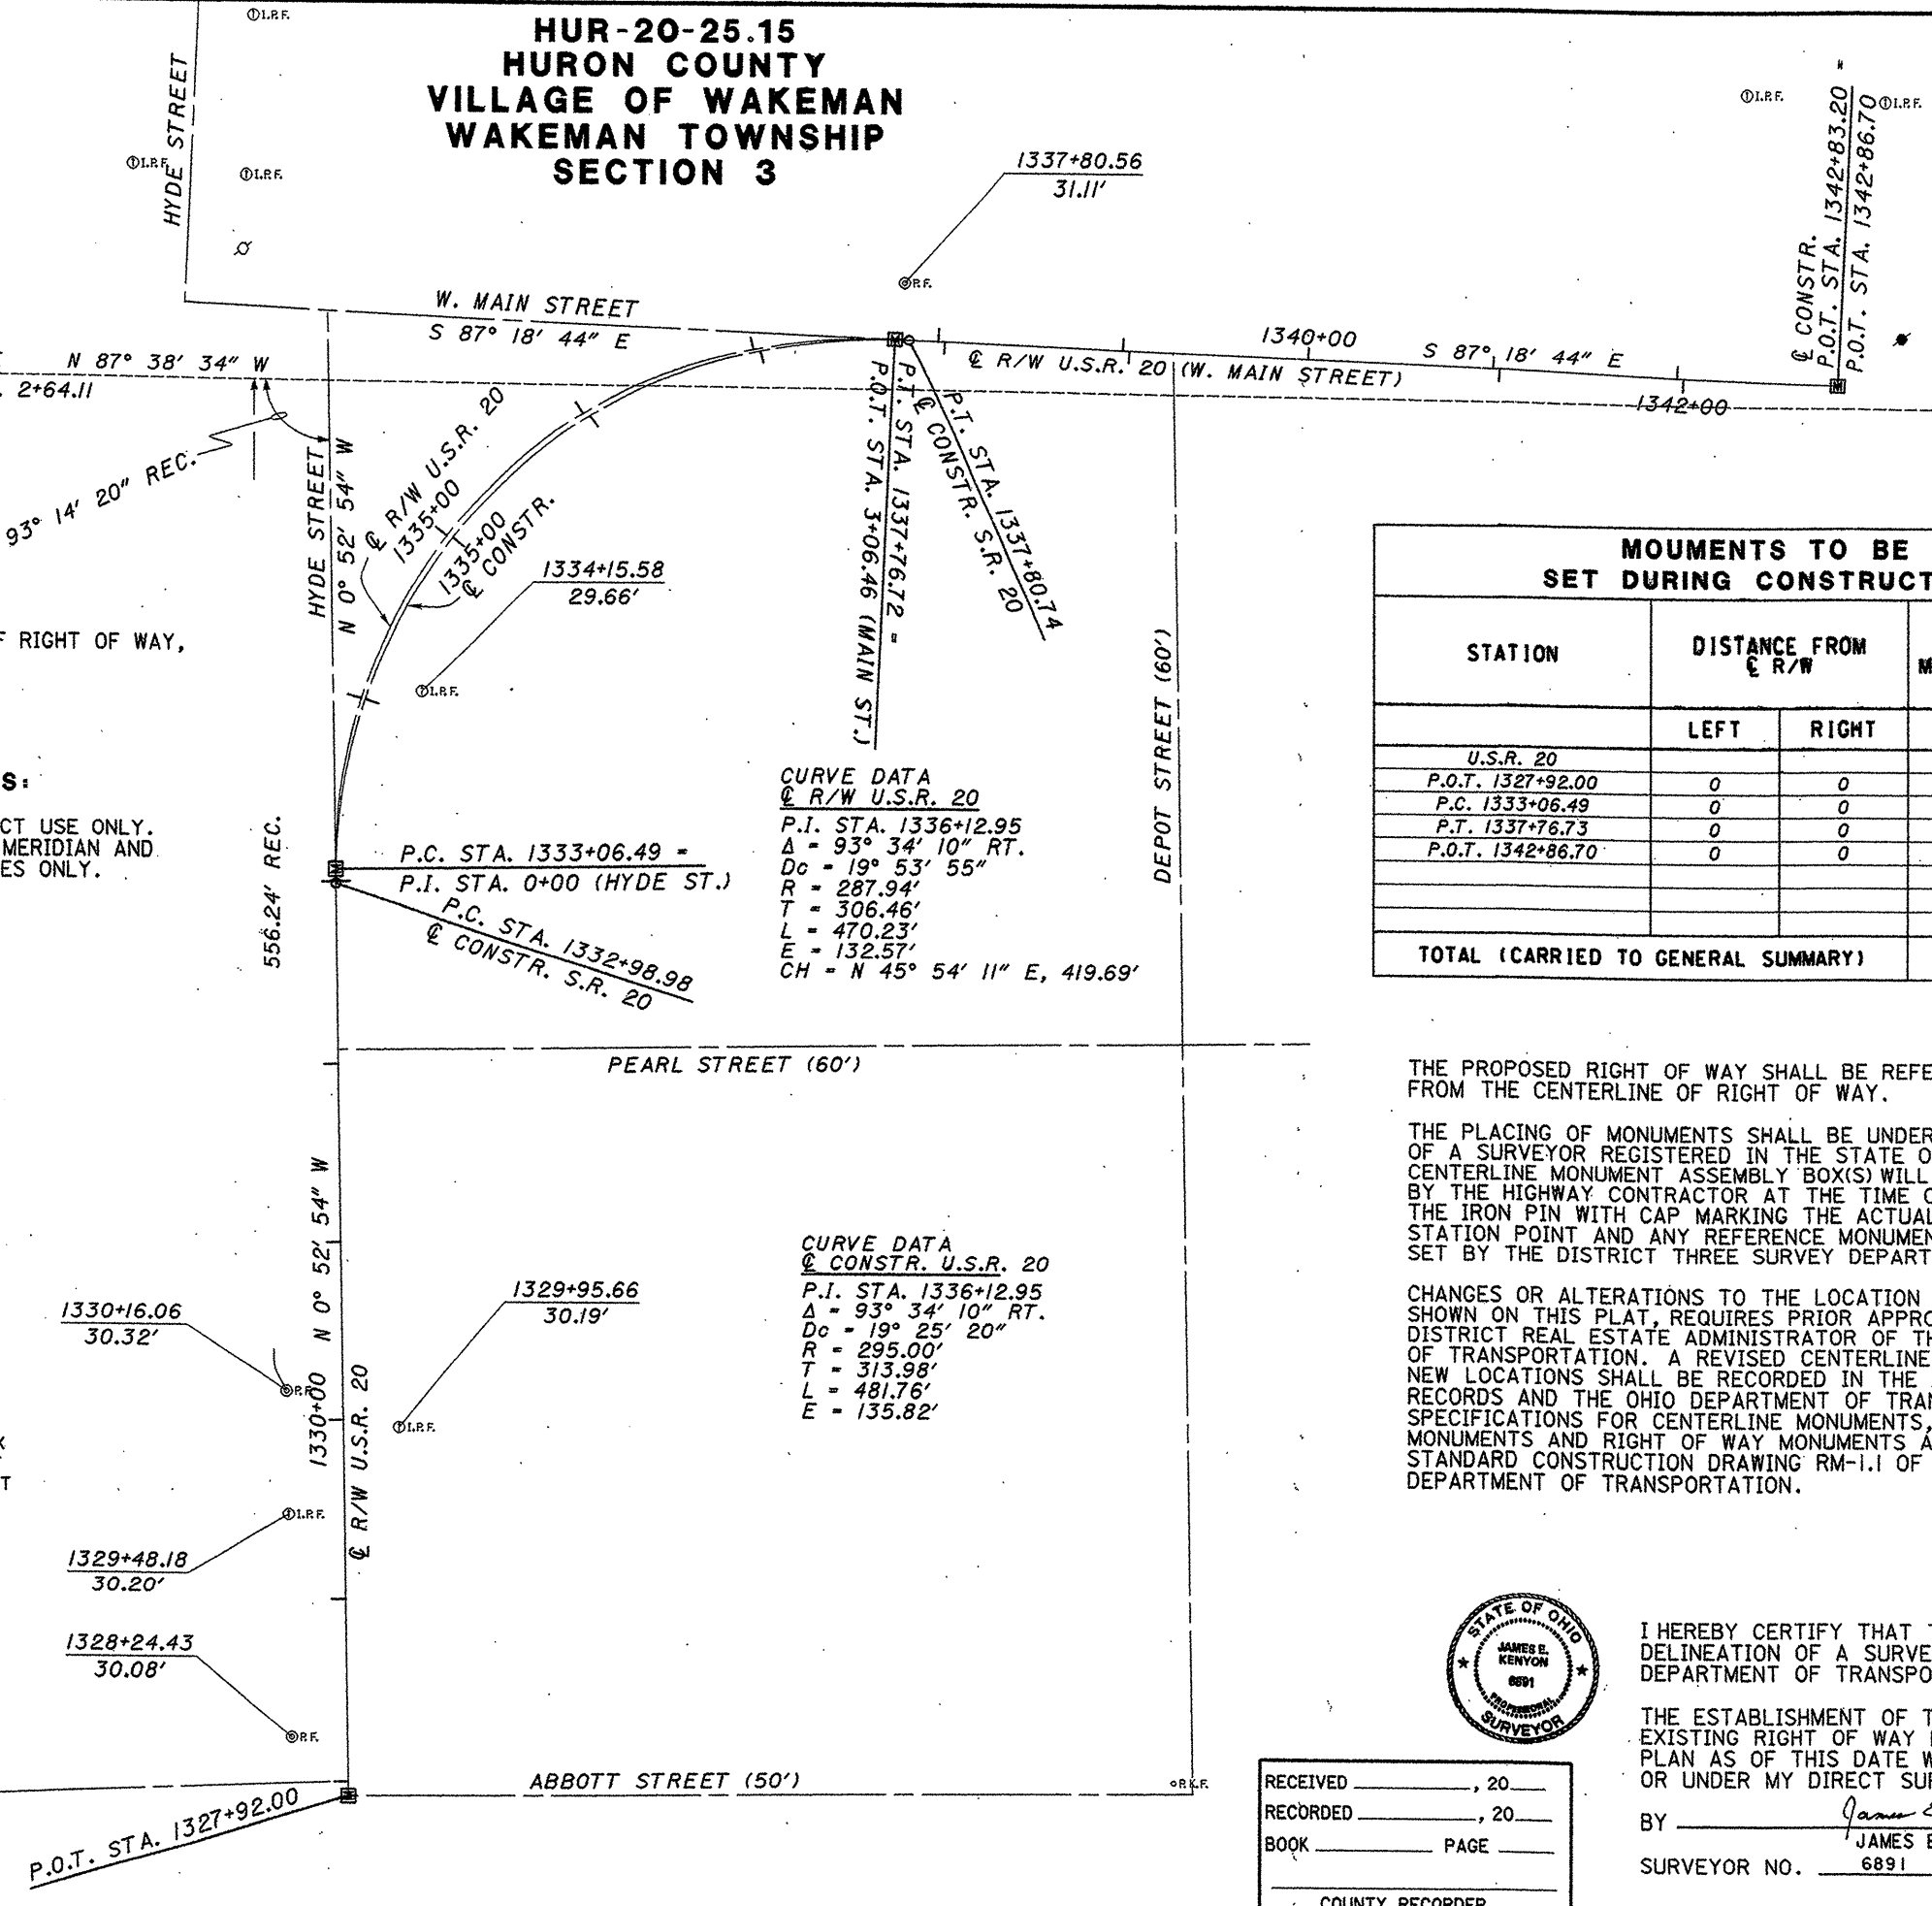 HUR-20-25.15
HURON COUNTY
VILLAGE OF WAKEMAN
WAKEMAN TOWNSHIP
SECTION 3
I.P.F.
HYDE STREET
I.P.F.
I.P.F.
1337+80.56
31.11'
P.F.
I.P.F.
I.P.F.
℄ CONSTR.
P.O.T. STA. 1342+83.20
P.O.T. STA. 1342+86.70
W. MAIN STREET
S 87° 18' 44" E
N 87° 38' 34" W
. 2+64.11
1340+00
S 87° 18' 44" E
℄ R/W U.S.R. 20 (W. MAIN STREET)
1342+00
93° 14' 20" REC.
HYDE STREET
N 0° 52' 54" W
℄ R/W U.S.R. 20
1335+00
1335+00
℄ CONSTR.
1334+15.58
29.66'
I.P.F.
P.T. STA. 1337+76.72 =
P.O.T. STA. 3+06.46 (MAIN ST.)
P.T. STA. 1337+80.74
℄ CONSTR. S.R. 20
DEPOT STREET (60')
F RIGHT OF WAY,
S:
CT USE ONLY.
MERIDIAN AND
ES ONLY.
556.24' REC.
P.C. STA. 1333+06.49 =
P.I. STA. 0+00 (HYDE ST.)
P.C. STA. 1332+98.98
℄ CONSTR. S.R. 20
CURVE DATA
℄ R/W U.S.R. 20
P.I. STA. 1336+12.95
Δ = 93° 34' 10" RT.
Dc = 19° 53' 55"
R = 287.94'
T = 306.46'
L = 470.23'
E = 132.57'
CH = N 45° 54' 11" E, 419.69'
MOUMENTS TO BE
SET DURING CONSTRUCT
STATION
DISTANCE FROM
℄ R/W
M
LEFT RIGHT
U.S.R. 20
P.O.T. 1327+92.00 0 0
P.C. 1333+06.49 0 0
P.T. 1337+76.73 0 0
P.O.T. 1342+86.70 0 0
TOTAL (CARRIED TO GENERAL SUMMARY)
PEARL STREET (60')
THE PROPOSED RIGHT OF WAY SHALL BE REFE
FROM THE CENTERLINE OF RIGHT OF WAY.
THE PLACING OF MONUMENTS SHALL BE UNDER
OF A SURVEYOR REGISTERED IN THE STATE O
CENTERLINE MONUMENT ASSEMBLY BOX(S) WILL
BY THE HIGHWAY CONTRACTOR AT THE TIME O
THE IRON PIN WITH CAP MARKING THE ACTUAL
STATION POINT AND ANY REFERENCE MONUMEN
SET BY THE DISTRICT THREE SURVEY DEPART
CHANGES OR ALTERATIONS TO THE LOCATION
SHOWN ON THIS PLAT, REQUIRES PRIOR APPRO
DISTRICT REAL ESTATE ADMINISTRATOR OF TH
OF TRANSPORTATION. A REVISED CENTERLINE
NEW LOCATIONS SHALL BE RECORDED IN THE
RECORDS AND THE OHIO DEPARTMENT OF TRAN
SPECIFICATIONS FOR CENTERLINE MONUMENTS,
MONUMENTS AND RIGHT OF WAY MONUMENTS A
STANDARD CONSTRUCTION DRAWING RM-1.1 OF
DEPARTMENT OF TRANSPORTATION.
N 0° 52' 54" W
1330+00
℄ R/W U.S.R. 20
1330+16.06
30.32'
P.F.
1329+95.66
30.19'
I.P.F.
CURVE DATA
℄ CONSTR. U.S.R. 20
P.I. STA. 1336+12.95
Δ = 93° 34' 10" RT.
Dc = 19° 25' 20"
R = 295.00'
T = 313.98'
L = 481.76'
E = 135.82'
X
T
1329+48.18
30.20'
I.P.F.
1328+24.43
30.08'
P.F.
ABBOTT STREET (50')
P.K.F.
P.O.T. STA. 1327+92.00
STATE OF OHIO
JAMES E.
KENYON
6891
PROFESSIONAL
SURVEYOR
I HEREBY CERTIFY THAT T
DELINEATION OF A SURVE
DEPARTMENT OF TRANSPO
THE ESTABLISHMENT OF T
EXISTING RIGHT OF WAY
PLAN AS OF THIS DATE W
OR UNDER MY DIRECT SU
BY James E
JAMES E
SURVEYOR NO. 6891
RECEIVED , 20
RECORDED , 20
BOOK PAGE
COUNTY RECORDER